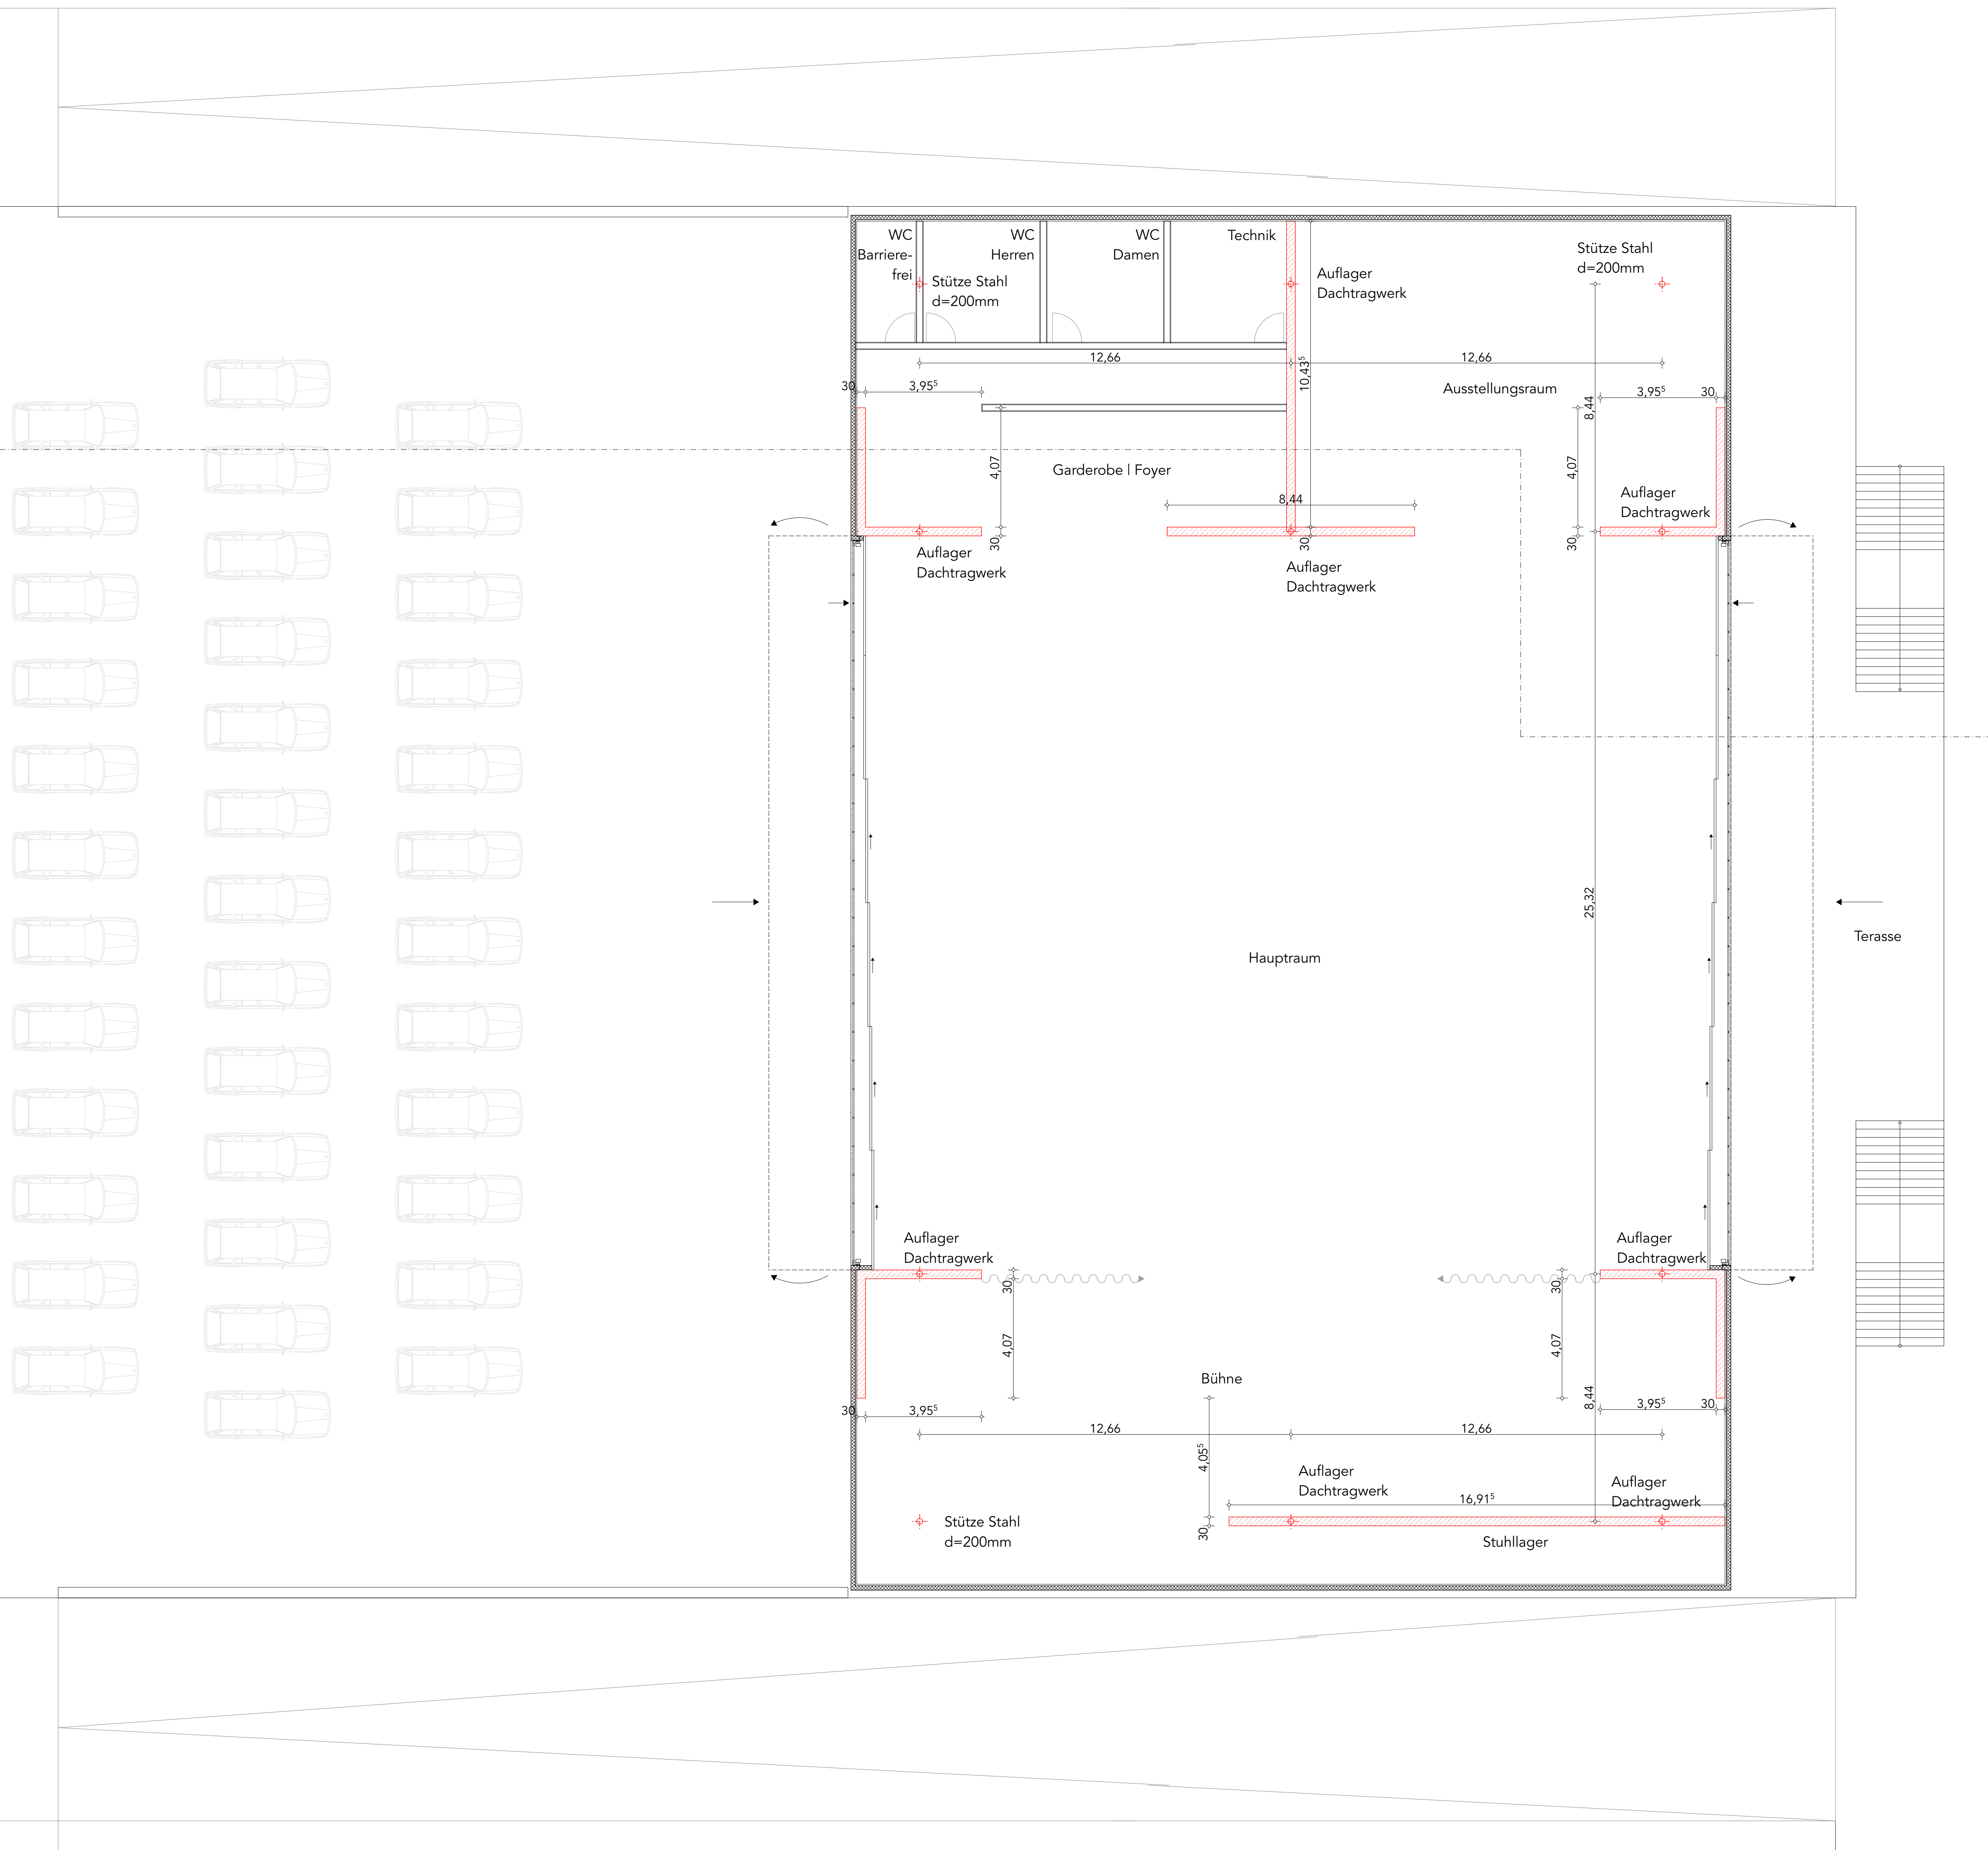 WC
Barriere-
frei
WC
Herren
WC
Damen
Technik
Stütze Stahl
d=200mm
Stütze Stahl
d=200mm
Auflager
Dachtragwerk
12,66
12,66
10,43⁵
8,44
30
3,95⁵
Ausstellungsraum
3,95⁵
30
4,07
Garderobe | Foyer
4,07
8,44
Auflager
Dachtragwerk
30
30
30
Auflager
Dachtragwerk
Auflager
Dachtragwerk
25,32
Terasse
Hauptraum
Auflager
Dachtragwerk
Auflager
Dachtragwerk
30
30
4,07
4,07
Bühne
8,44
30
3,95⁵
3,95⁵
30
12,66
12,66
4,05⁵
Auflager
Dachtragwerk
Auflager
Dachtragwerk
16,91⁵
Stütze Stahl
d=200mm
30
Stuhllager